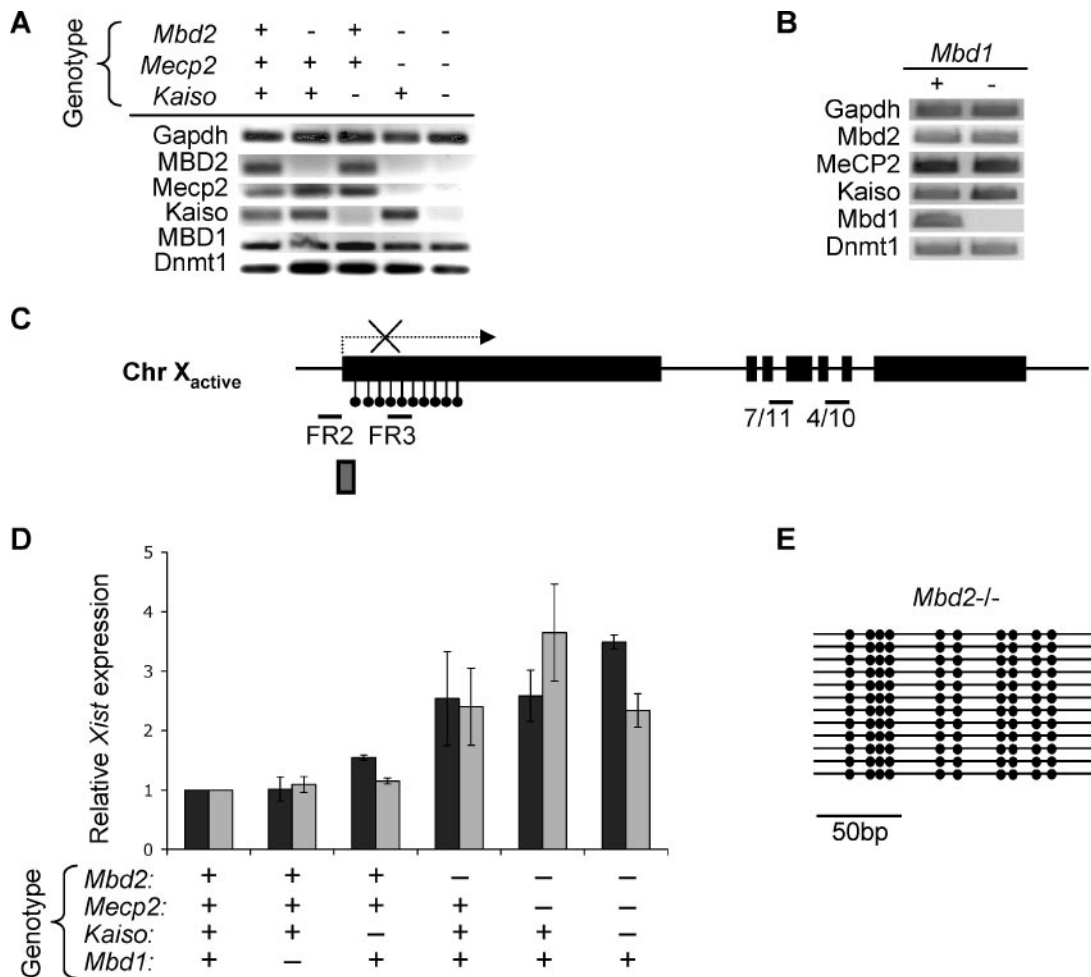 A
Genotype
Mbd2 + - + - -
Mecp2 + + + - -
Kaiso + + - + -
Gapdh
MBD2
Mecp2
Kaiso
MBD1
Dnmt1
B
Mbd1
+ -
Gapdh
Mbd2
MeCP2
Kaiso
Mbd1
Dnmt1
C
Chr Xactive
FR2 FR3 7/11 4/10
D
Relative Xist expression
5
4
3
2
1
0
Genotype
Mbd2: + + + – – –
Mecp2: + + + + – –
Kaiso: + + – + + –
Mbd1: + – + + + +
E
Mbd2-/-
50bp